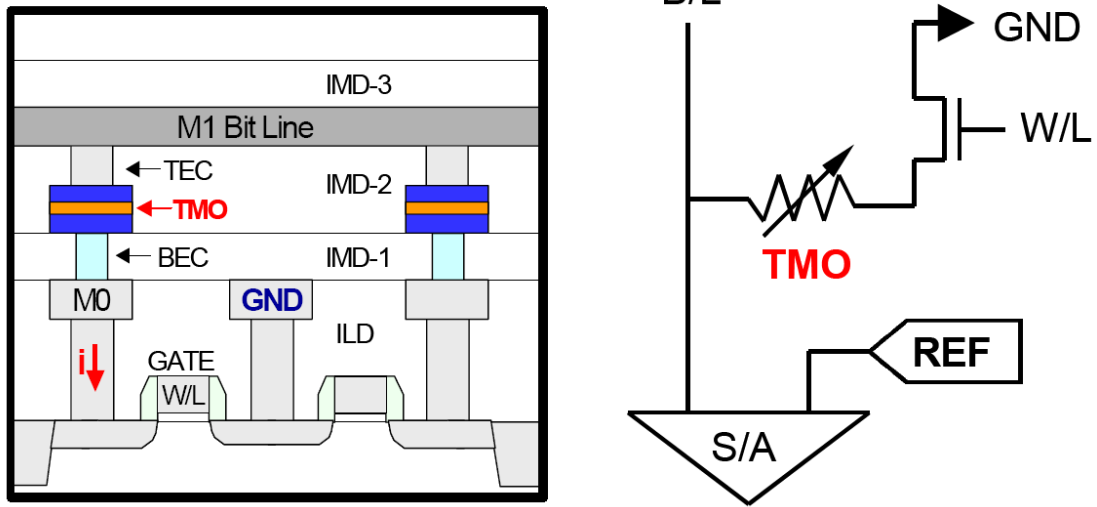 IMD-3
M1 Bit Line
TEC
IMD-2
TMO
BEC
IMD-1
M0
GND
ILD
i
GATE
W/L
B/L
GND
W/L
TMO
REF
S/A